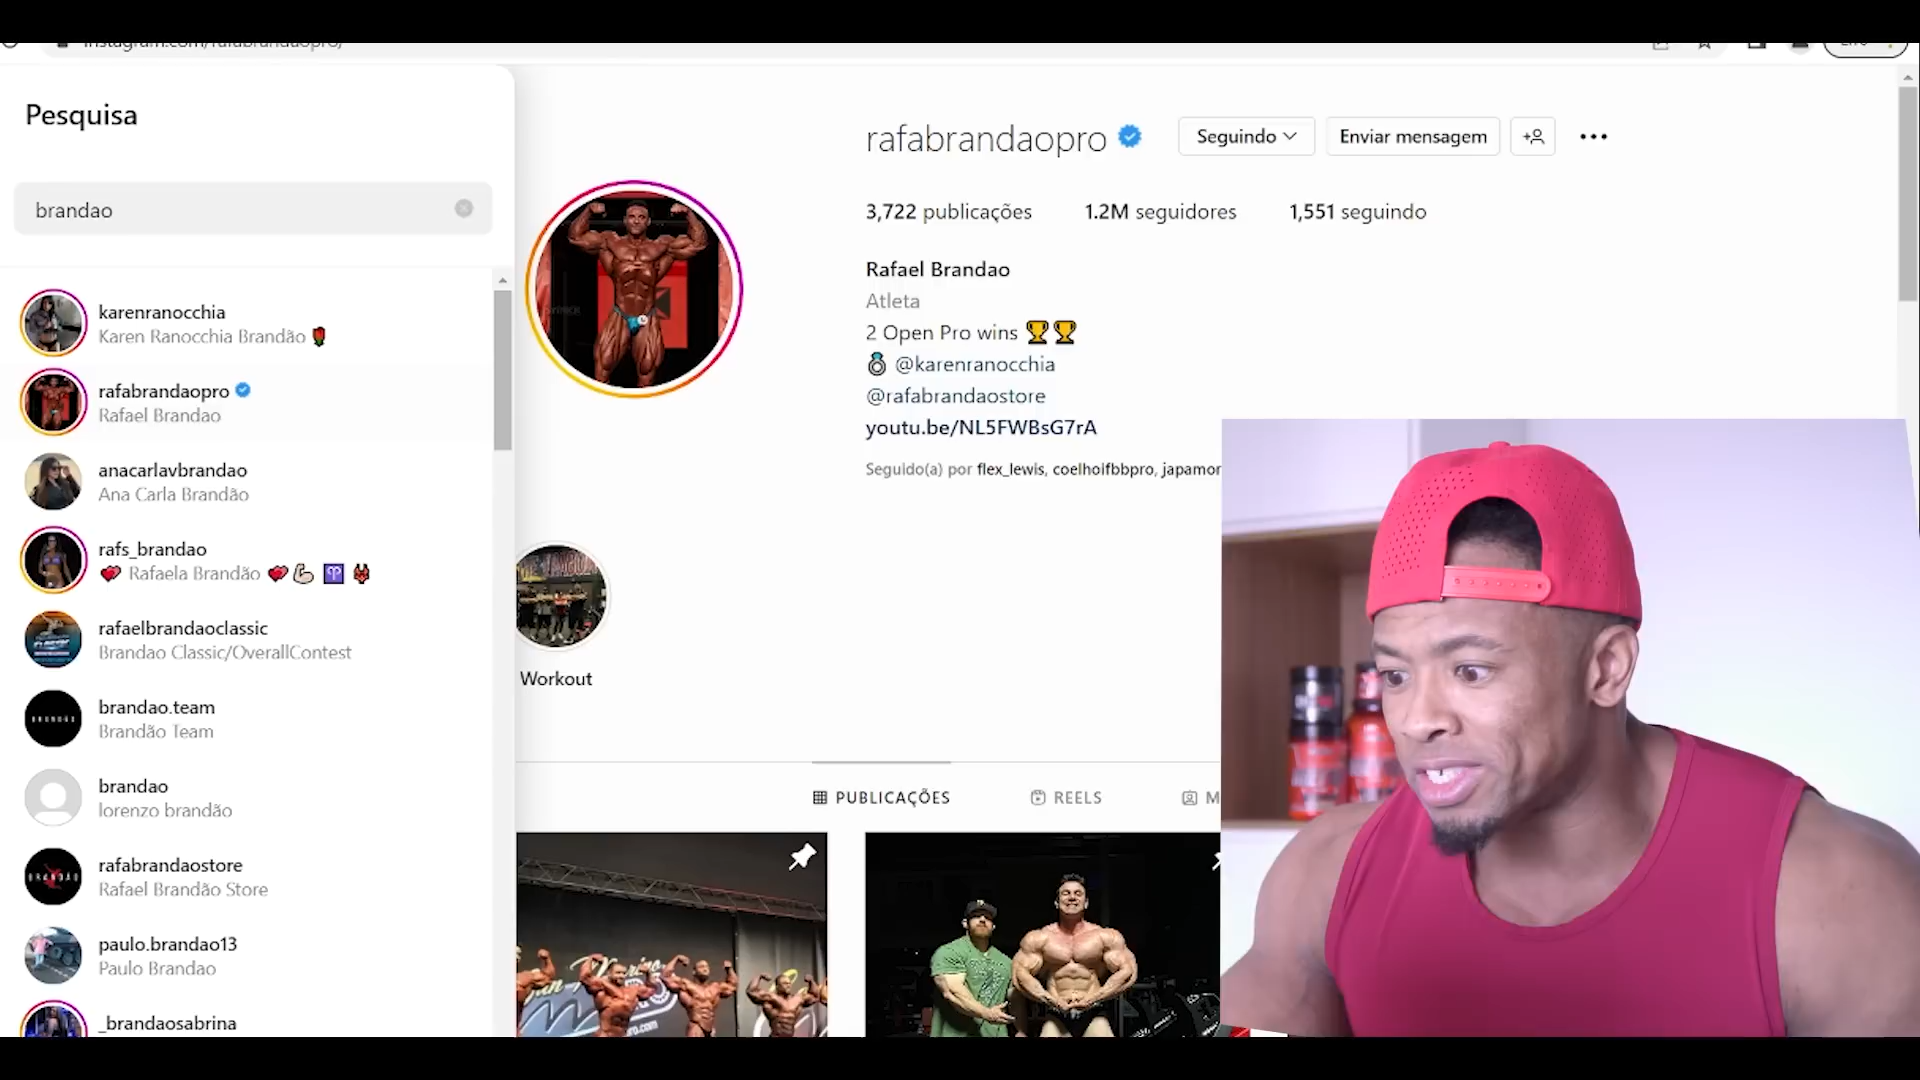 instagram.com/rafabrandaopro/
Pesquisa
brandao
karenranocchia
Karen Ranocchia Brandão 🌹
rafabrandaopro
Rafael Brandao
anacarlavbrandao
Ana Carla Brandão
rafs_brandao
💓 Rafaela Brandão 💓💪 ♈ 👹
rafaelbrandaoclassic
Brandao Classic/OverallContest
brandao.team
Brandão Team
brandao
lorenzo brandão
rafabrandaostore
Rafael Brandão Store
paulo.brandao13
Paulo Brandao
_brandaosabrina
rafabrandaopro
Seguindo
Enviar mensagem
3,722 publicações 1.2M seguidores 1,551 seguindo
Rafael Brandao
Atleta
2 Open Pro wins 🏆🏆
💍 @karenranocchia
@rafabrandaostore
youtu.be/NL5FWBsG7rA
Seguido(a) por flex_lewis, coelhoifbbpro, japamor
Workout
PUBLICAÇÕES
REELS
M